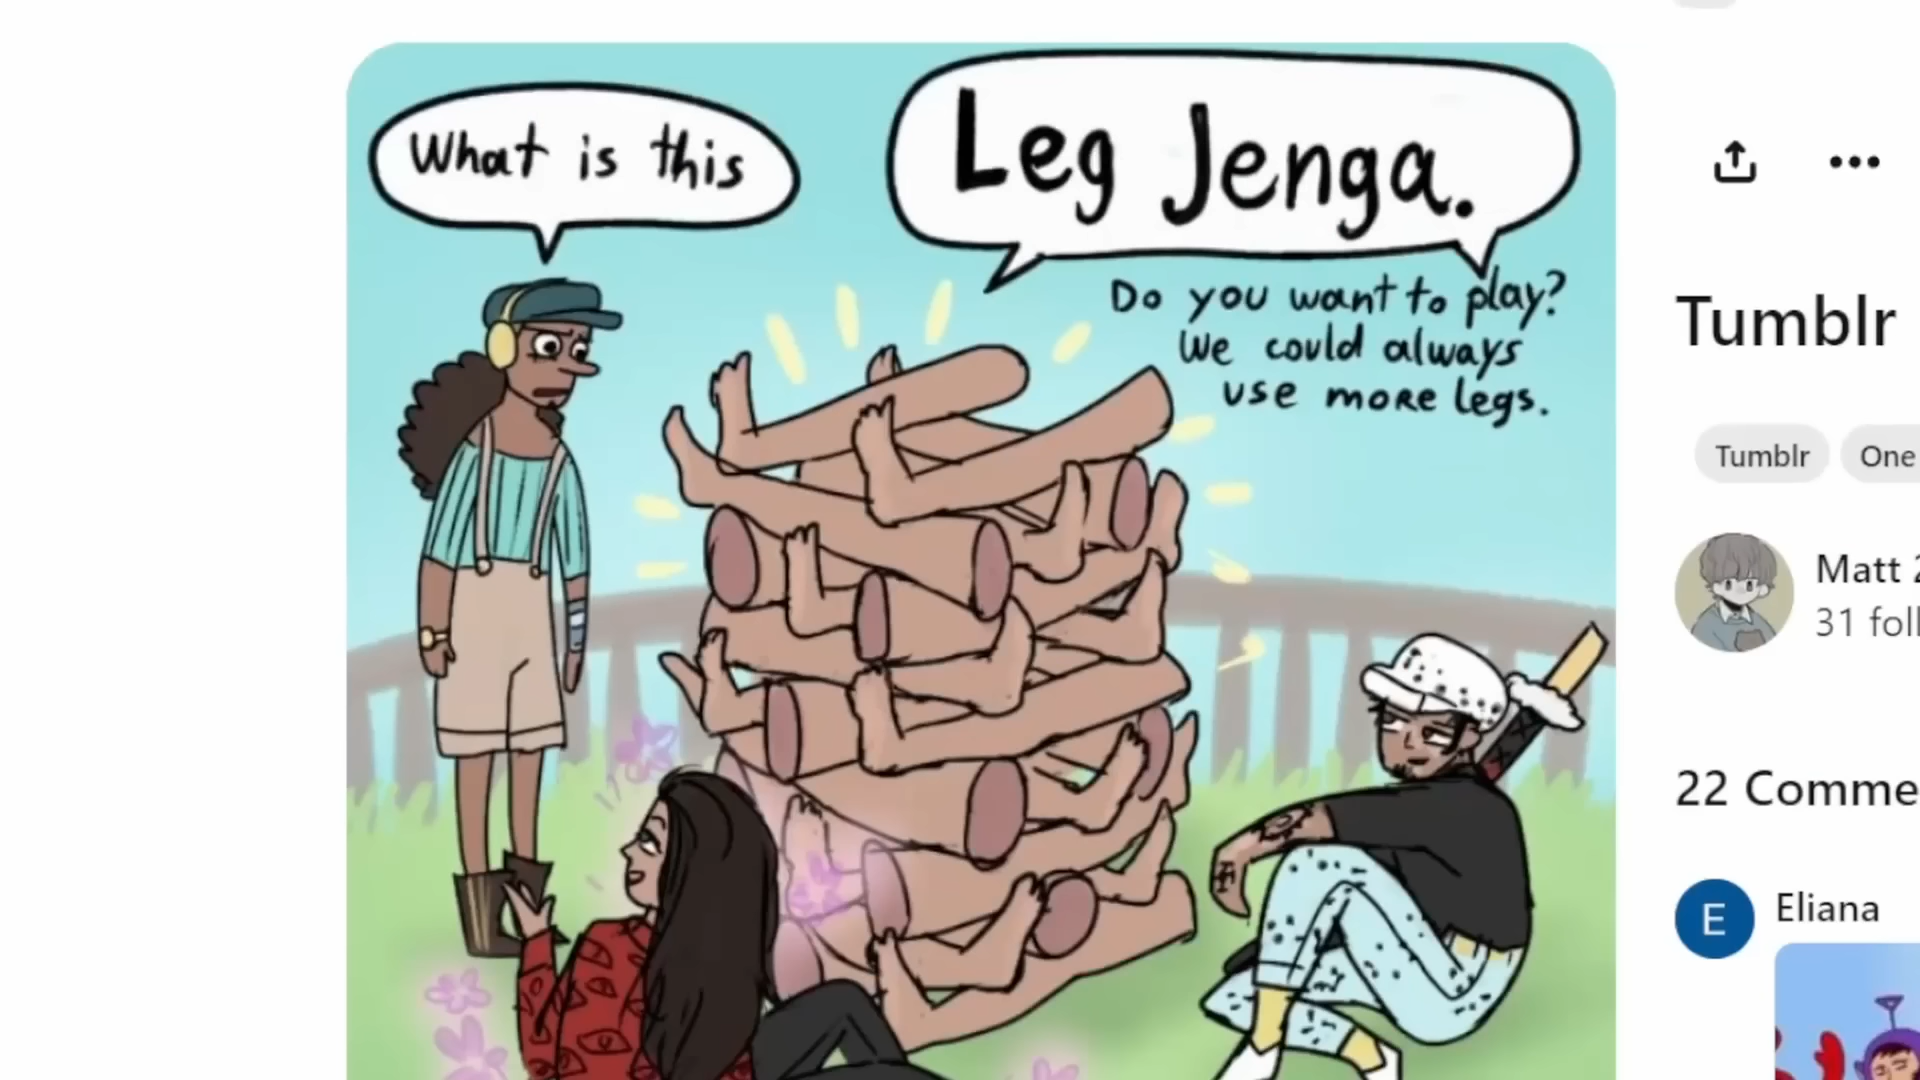 What is this
Leg Jenga.
Do you want to play?
We could always
use more legs.
Tumblr
Tumblr
One
Matt
31 foll
22 Comme
E
Eliana